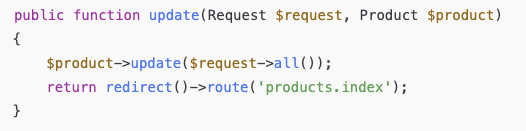 public function update(Request $request, Product $product)
{
    $product->update($request->all());
    return redirect()->route('products.index');
}